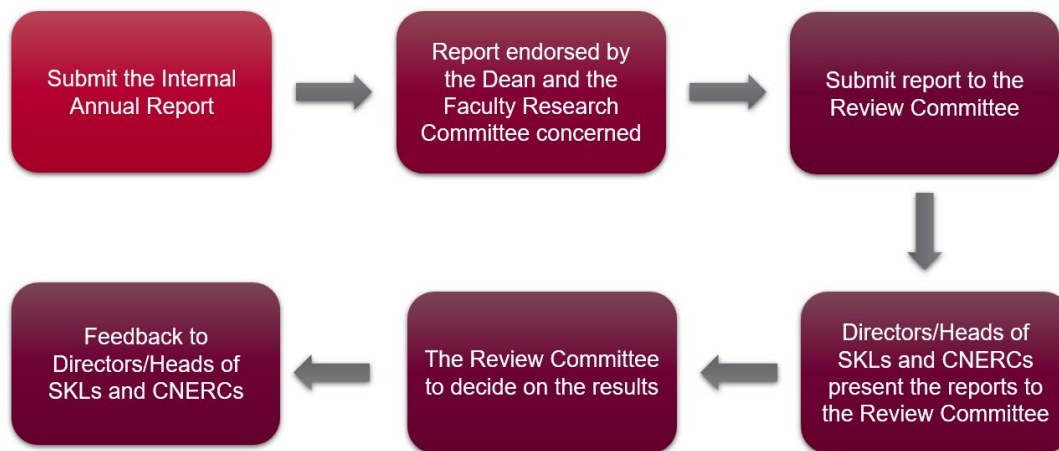 Submit the Internal
Annual Report
Report endorsed by
the Dean and the
Faculty Research
Committee concerned
Submit report to the
Review Committee
Directors/Heads of
SKLs and CNERCs
present the reports to
the Review Committee
The Review Committee
to decide on the results
Feedback to
Directors/Heads of
SKLs and CNERCs